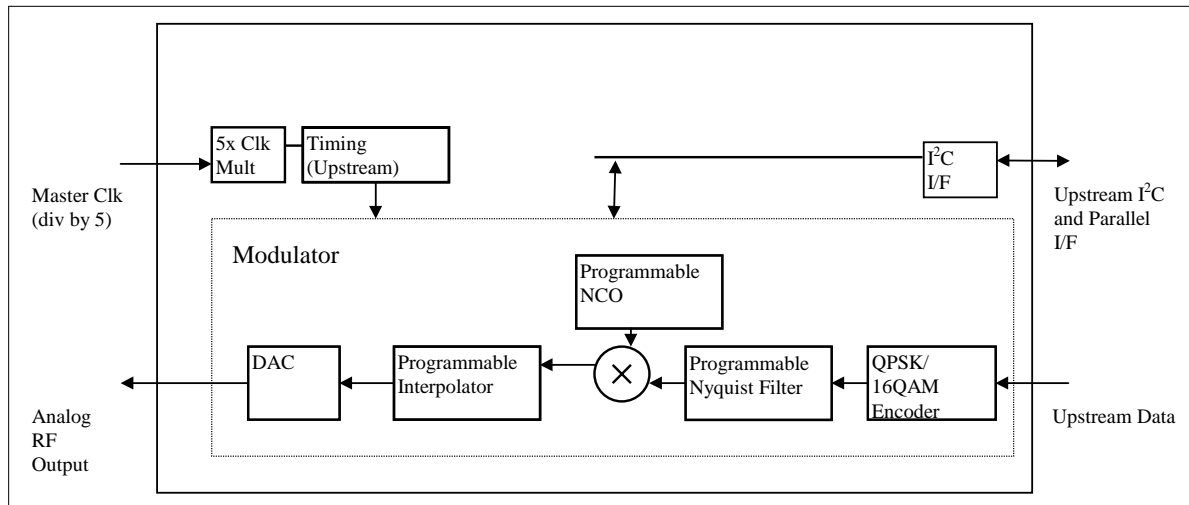 5x Clk
Mult
Timing
(Upstream)
I²C
I/F
Master Clk
(div by 5)
Upstream I²C
and Parallel
I/F
Modulator
Programmable
NCO
DAC
Programmable
Interpolator
Programmable
Nyquist Filter
QPSK/
16QAM
Encoder
Analog
RF
Output
Upstream Data